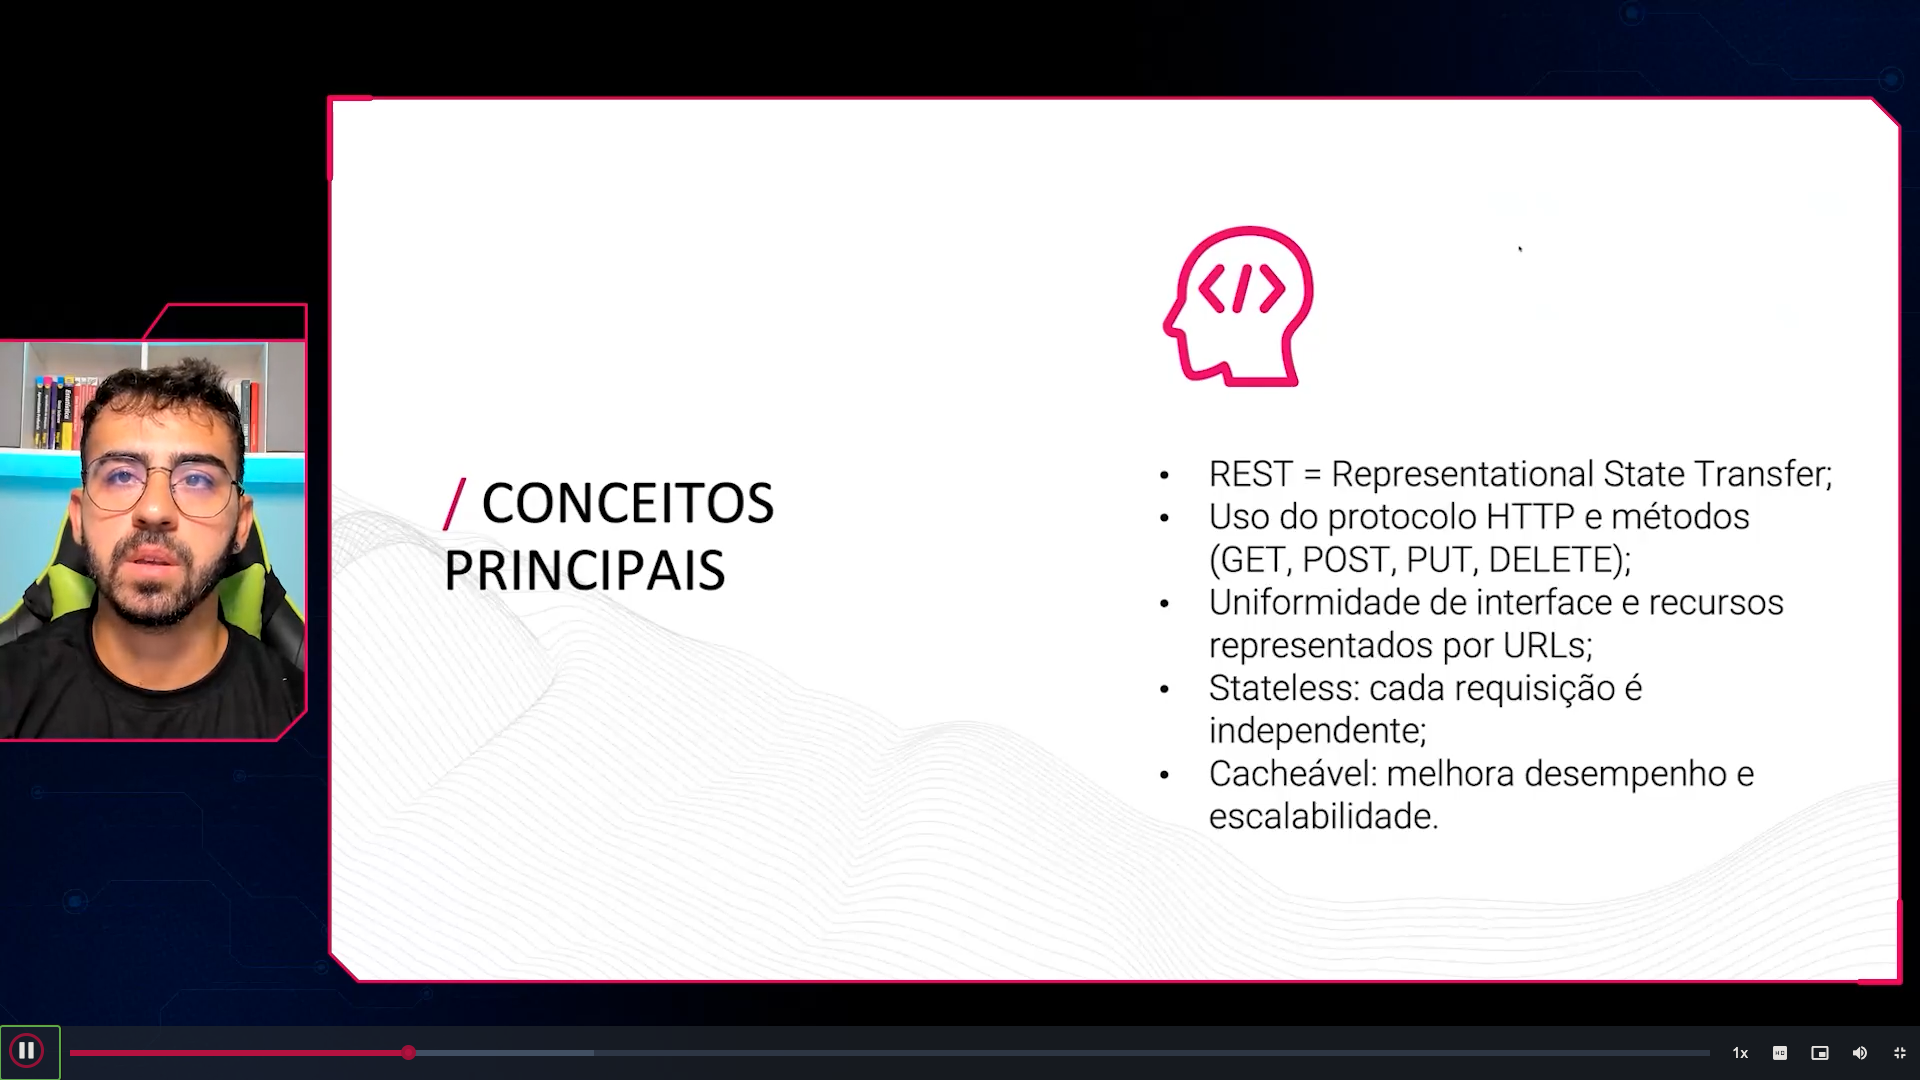 </>
/ CONCEITOS
PRINCIPAIS
• REST = Representational State Transfer;
• Uso do protocolo HTTP e métodos
(GET, POST, PUT, DELETE);
• Uniformidade de interface e recursos
representados por URLs;
• Stateless: cada requisição é
independente;
• Cacheável: melhora desempenho e
escalabilidade.
1x